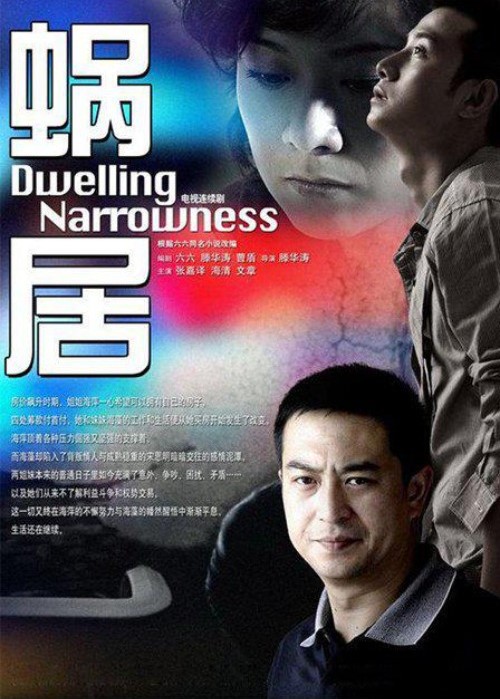 蜗
Dwelling
Narrowness
电视连续剧
居
根据六六同名小说改编
编剧 六六 滕华涛 曹盾 导演 滕华涛
主演 张嘉译 海清 文章
房价飙升时期，姐姐海萍一心希望可以拥有自己的房子，
四处筹款付首付，她和妹妹海藻的工作和生活便从她买房开始发生了改变。
海萍顶着各种压力倔强又坚强的支撑着，
而海藻却陷入了背叛情人与成熟稳重的宋思明暗暗交往的感情泥潭。
两姐妹本来的普通日子里如今充满了意外、争吵、困扰、矛盾……
以及她们从来不了解利益斗争和权势交易。
这一切又终在海萍的不懈努力与海藻的幡然醒悟中渐渐平息。
生活还在继续。